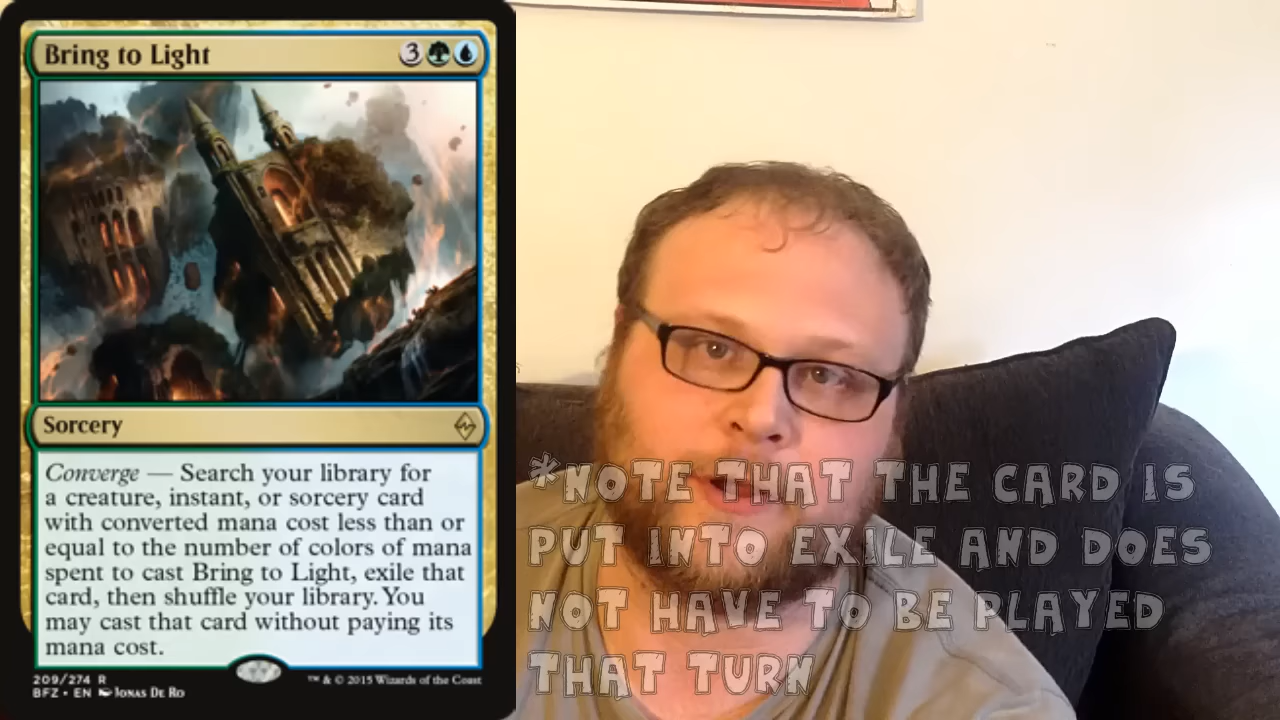 Bring to Light 3
Sorcery
Converge — Search your library for
a creature, instant, or sorcery card
with converted mana cost less than or
equal to the number of colors of mana
spent to cast Bring to Light, exile that
card, then shuffle your library. You
may cast that card without paying its
mana cost.
209/274 R
BFZ • EN Jonas De Ro
™ & © 2015 Wizards of the Coast
*NOTE THAT THE CARD IS
PUT INTO EXILE AND DOES
NOT HAVE TO BE PLAYED
THAT TURN